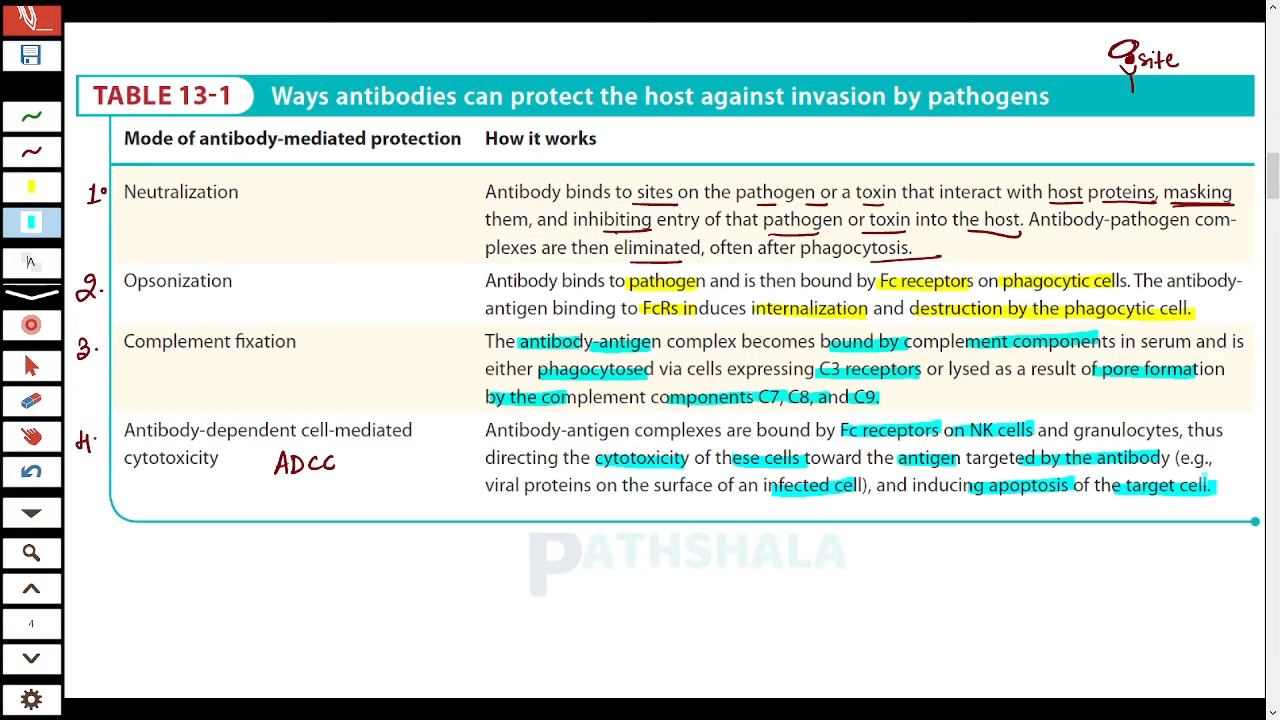 site
TABLE 13-1 Ways antibodies can protect the host against invasion by pathogens
Mode of antibody-mediated protection How it works
1. Neutralization Antibody binds to sites on the pathogen or a toxin that interact with host proteins, masking
them, and inhibiting entry of that pathogen or toxin into the host. Antibody-pathogen com-
plexes are then eliminated, often after phagocytosis.
2. Opsonization Antibody binds to pathogen and is then bound by Fc receptors on phagocytic cells. The antibody-
antigen binding to FcRs induces internalization and destruction by the phagocytic cell.
3. Complement fixation The antibody-antigen complex becomes bound by complement components in serum and is
either phagocytosed via cells expressing C3 receptors or lysed as a result of pore formation
by the complement components C7, C8, and C9.
4. Antibody-dependent cell-mediated Antibody-antigen complexes are bound by Fc receptors on NK cells and granulocytes, thus
cytotoxicity ADCC directing the cytotoxicity of these cells toward the antigen targeted by the antibody (e.g.,
viral proteins on the surface of an infected cell), and inducing apoptosis of the target cell.
PATHSHALA
4